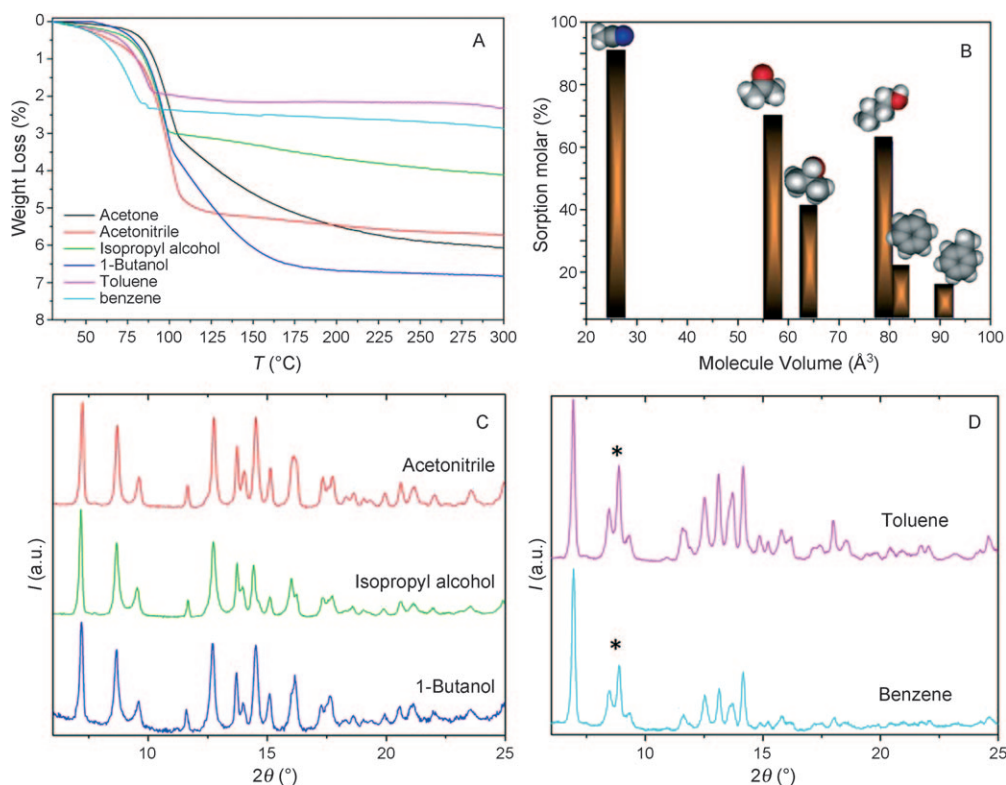 A
Weight Loss (%)
0
1
2
3
4
5
6
7
8
Acetone
Acetonitrile
Isopropyl alcohol
1-Butanol
Toluene
benzene
25 50 75 100 125 150 175 200 225 250 275 300
T (°C)
B
Sorption molar (%)
100
80
60
40
20
20 30 40 50 60 70 80 90 100
Molecule Volume (Å³)
C
I (a.u.)
Acetonitrile
Isopropyl alcohol
1-Butanol
10 15 20 25
2θ (°)
D
I (a.u.)
*
Toluene
*
Benzene
10 15 20 25
2θ (°)